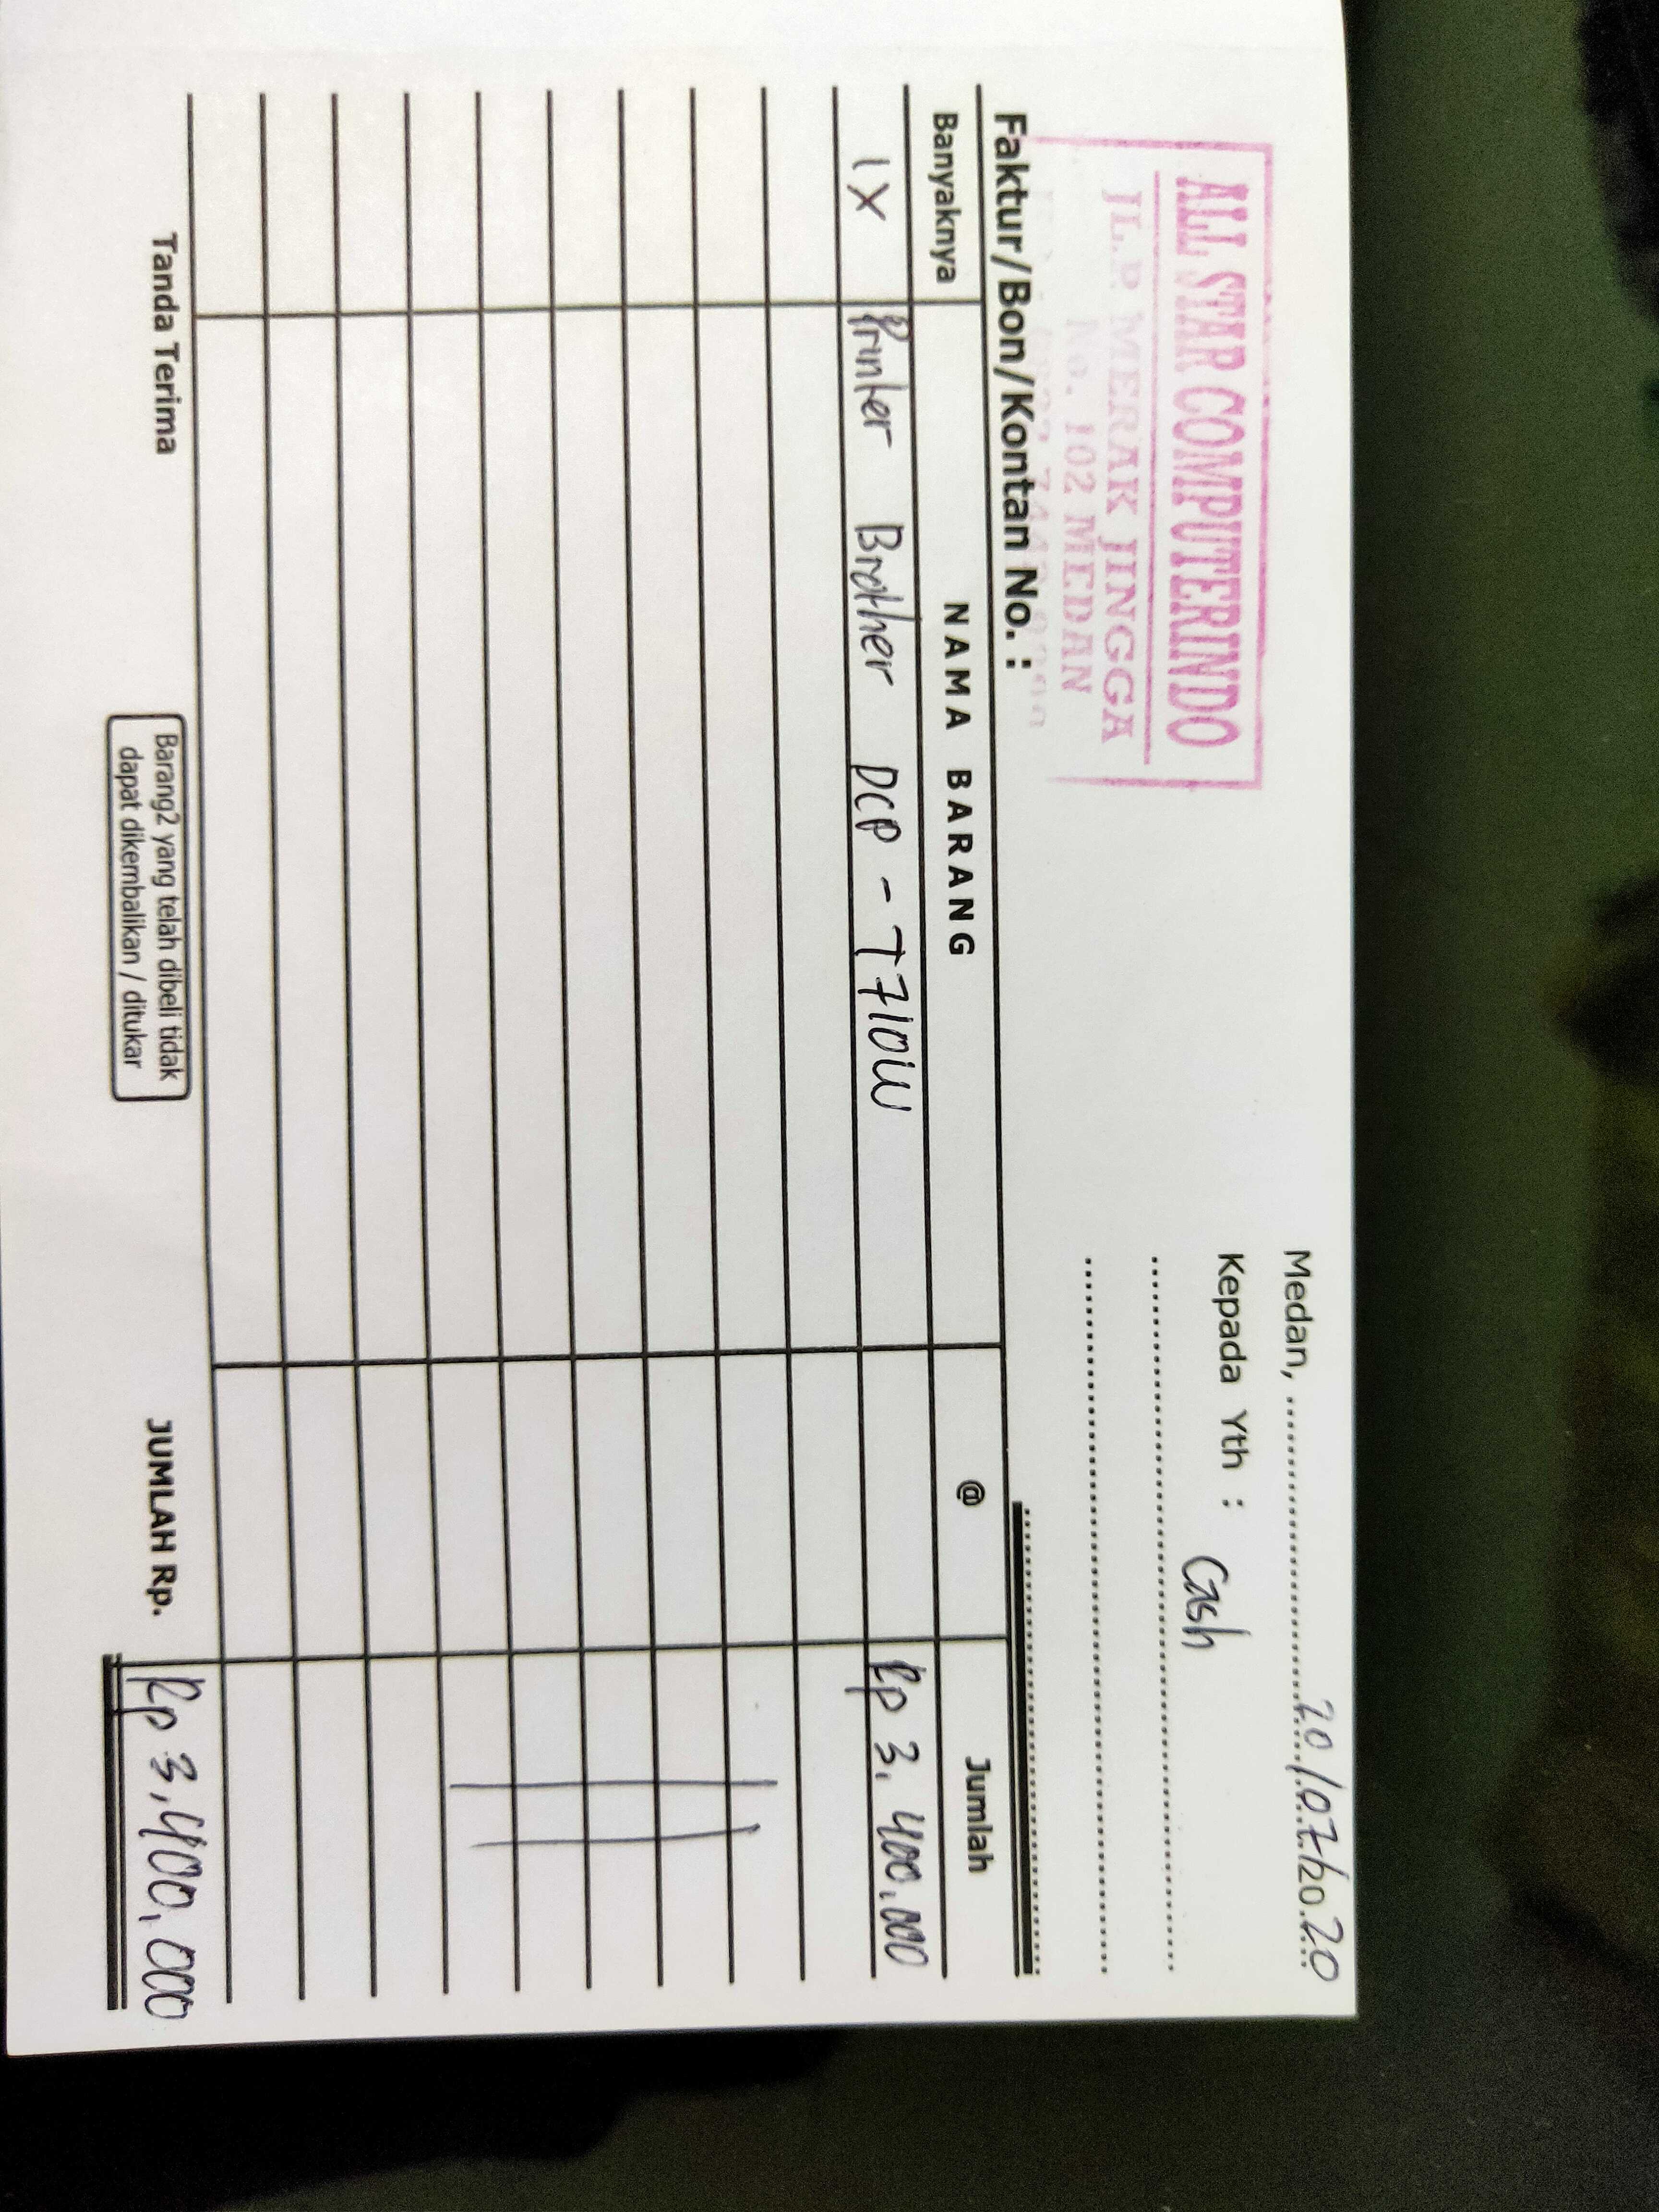 ALL STAR COMPUTERINDO
JL.P. MERAK JINGGA
No. 102 MEDAN
Medan, 20/07/2020
Kepada Yth : Cash
Faktur/Bon/Kontan No. :
Banyaknya NAMA BARANG @ Jumlah
1X Printer Brother DCP - T710W Rp 3.400.000
Tanda Terima
Barang2 yang telah dibeli tidak
dapat dikembalikan / ditukar
JUMLAH Rp. Rp 3,400,000